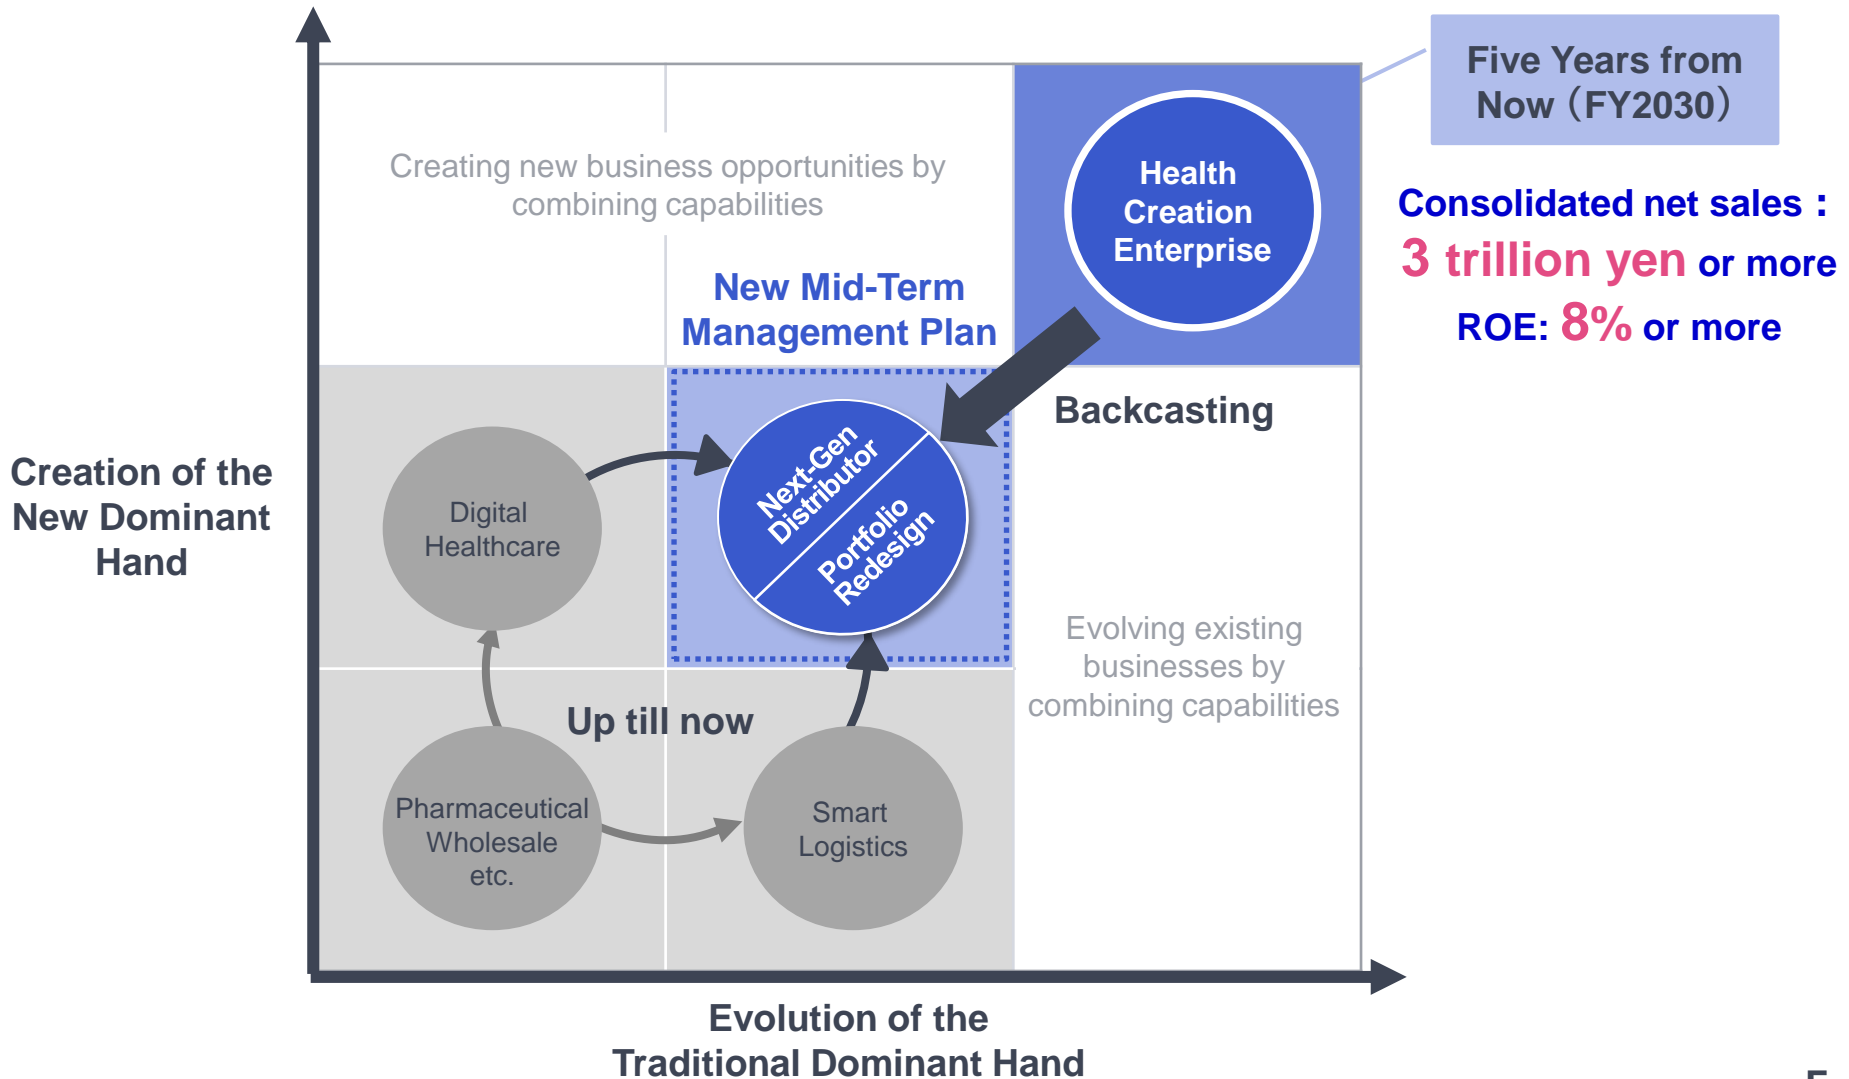 Five Years from
Now（FY2030）
Health
Creation
Enterprise
Creating new business opportunities by
combining capabilities
Consolidated net sales：
3 trillion yen or more
ROE: 8% or more
New Mid-Term
Management Plan
Backcasting
Creation of the
New Dominant
Hand
Digital
Healthcare
Next-Gen
Distributor
Portfolio
Redesign
Evolving existing
businesses by
combining capabilities
Up till now
Pharmaceutical
Wholesale
etc.
Smart
Logistics
Evolution of the
Traditional Dominant Hand